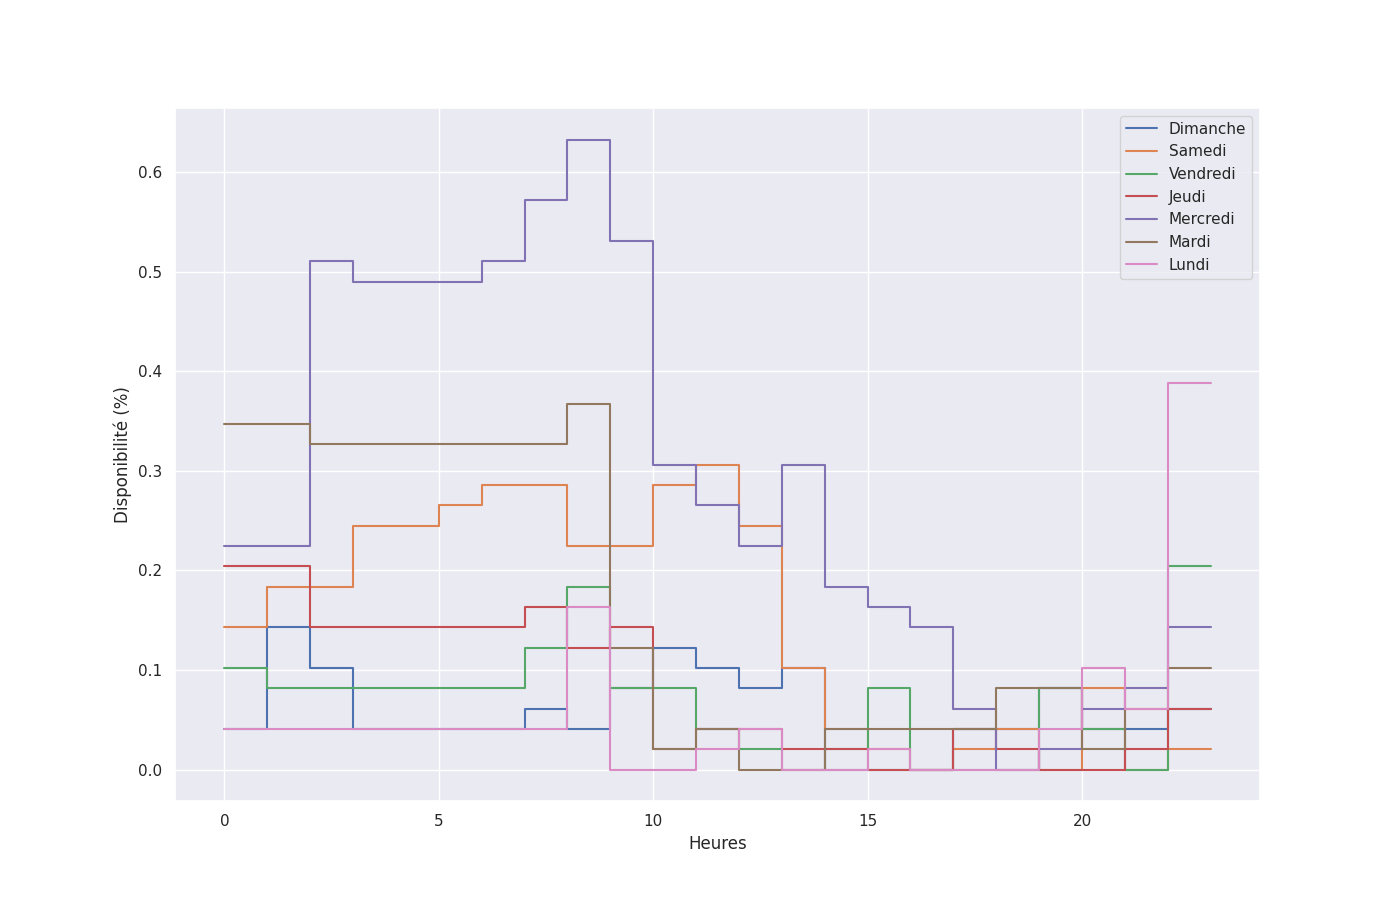 Dimanche
Samedi
Vendredi
Jeudi
Mercredi
Mardi
Lundi
0.6
0.5
0.4
0.3
0.2
0.1
0.0
Disponibilité (%)
0 5 10 15 20
Heures